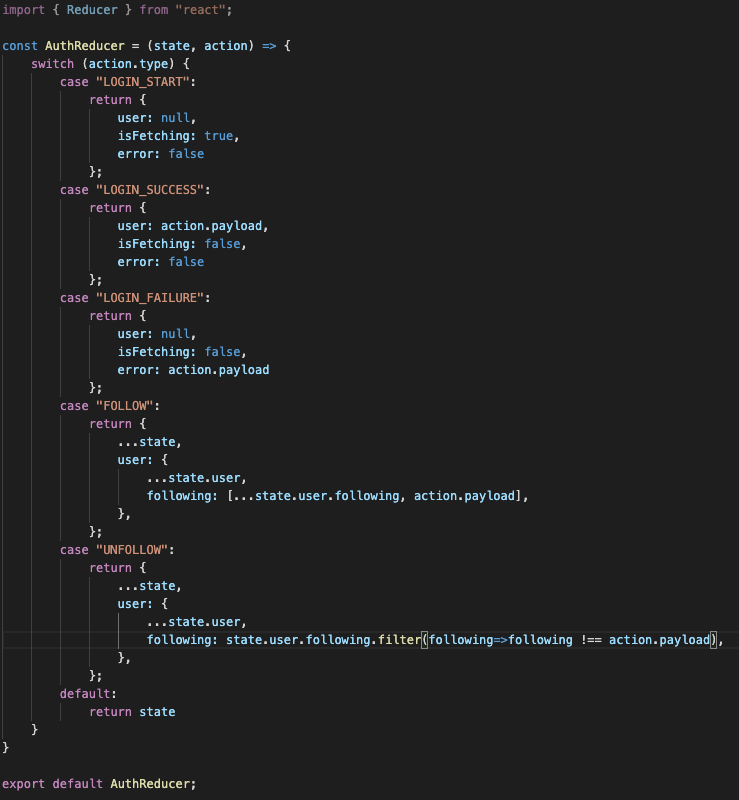 import { Reducer } from "react";

const AuthReducer = (state, action) => {
    switch (action.type) {
        case "LOGIN_START":
            return {
                user: null,
                isFetching: true,
                error: false
            };
        case "LOGIN_SUCCESS":
            return {
                user: action.payload,
                isFetching: false,
                error: false
            };
        case "LOGIN_FAILURE":
            return {
                user: null,
                isFetching: false,
                error: action.payload
            };
        case "FOLLOW":
            return {
                ...state,
                user: {
                    ...state.user,
                    following: [...state.user.following, action.payload],
                },
            };
        case "UNFOLLOW":
            return {
                ...state,
                user: {
                    ...state.user,
                    following: state.user.following.filter(following=>following !== action.payload),
                },
            };
        default:
            return state
    }
}

export default AuthReducer;